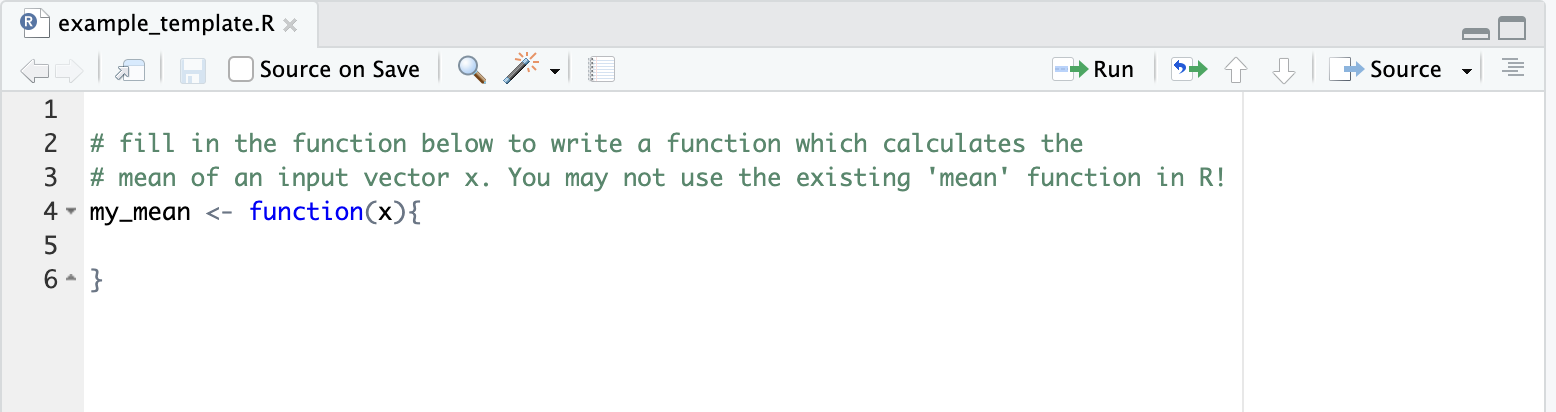 example_template.R
Source on Save Run Source
1
2 # fill in the function below to write a function which calculates the
3 # mean of an input vector x. You may not use the existing 'mean' function in R!
4 my_mean <- function(x){
5
6 }